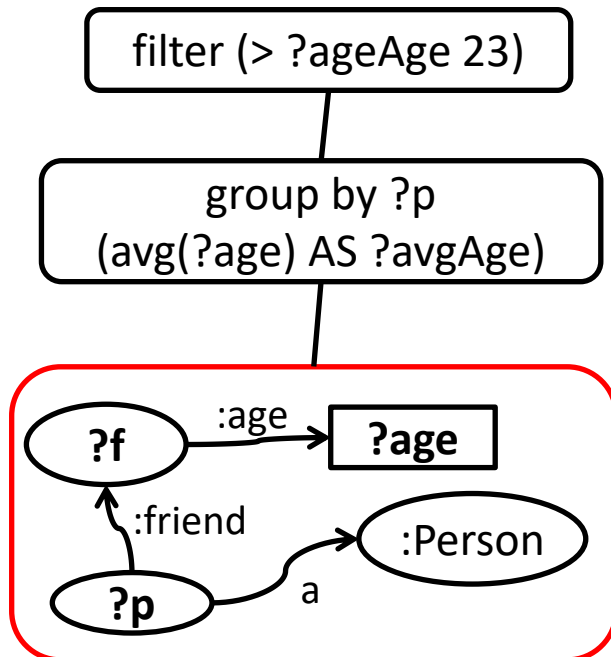 filter (> ?ageAge 23)
group by ?p
(avg(?age) AS ?avgAge)
:age
?f
?age
:friend
:Person
?p
a